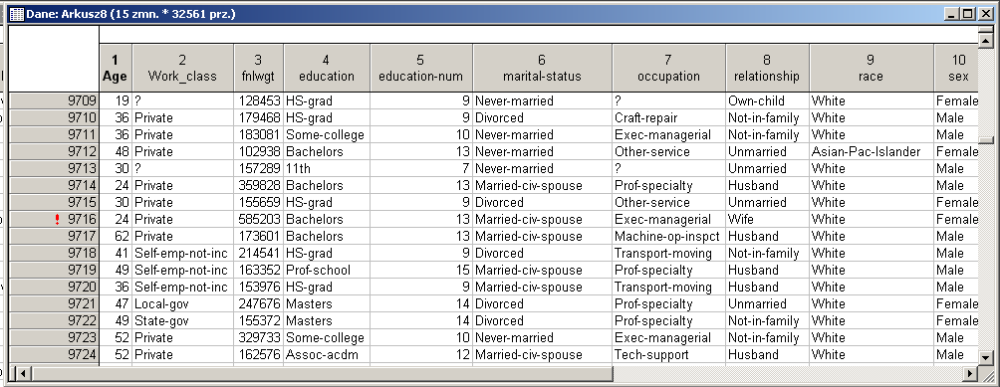 Dane: Arkusz8 (15 zmn. * 32561 prz.)
1 2 3 4 5 6 7 8 9 10
Age Work_class fnlwgt education education-num marital-status occupation relationship race sex
9709 19 ? 128453 HS-grad 9 Never-married ? Own-child White Female
9710 36 Private 179468 HS-grad 9 Divorced Craft-repair Not-in-family White Male
9711 36 Private 183081 Some-college 10 Never-married Exec-managerial Not-in-family White Male
9712 48 Private 102938 Bachelors 13 Never-married Other-service Unmarried Asian-Pac-Islander Female
9713 30 ? 157289 11th 7 Never-married ? Unmarried White Female
9714 24 Private 359828 Bachelors 13 Married-civ-spouse Prof-specialty Husband White Male
9715 30 Private 155659 HS-grad 9 Divorced Other-service Unmarried White Female
! 9716 24 Private 585203 Bachelors 13 Married-civ-spouse Exec-managerial Wife White Female
9717 62 Private 173601 Bachelors 13 Married-civ-spouse Machine-op-inspct Husband White Male
9718 41 Self-emp-not-inc 214541 HS-grad 9 Divorced Transport-moving Not-in-family White Male
9719 49 Self-emp-not-inc 163352 Prof-school 15 Married-civ-spouse Prof-specialty Husband White Male
9720 36 Self-emp-not-inc 153976 HS-grad 9 Married-civ-spouse Transport-moving Husband White Male
9721 47 Local-gov 247676 Masters 14 Divorced Prof-specialty Unmarried White Female
9722 49 State-gov 155372 Masters 14 Divorced Prof-specialty Not-in-family White Female
9723 52 Private 329733 Some-college 10 Never-married Exec-managerial Not-in-family White Male
9724 52 Private 162576 Assoc-acdm 12 Married-civ-spouse Tech-support Husband White Male